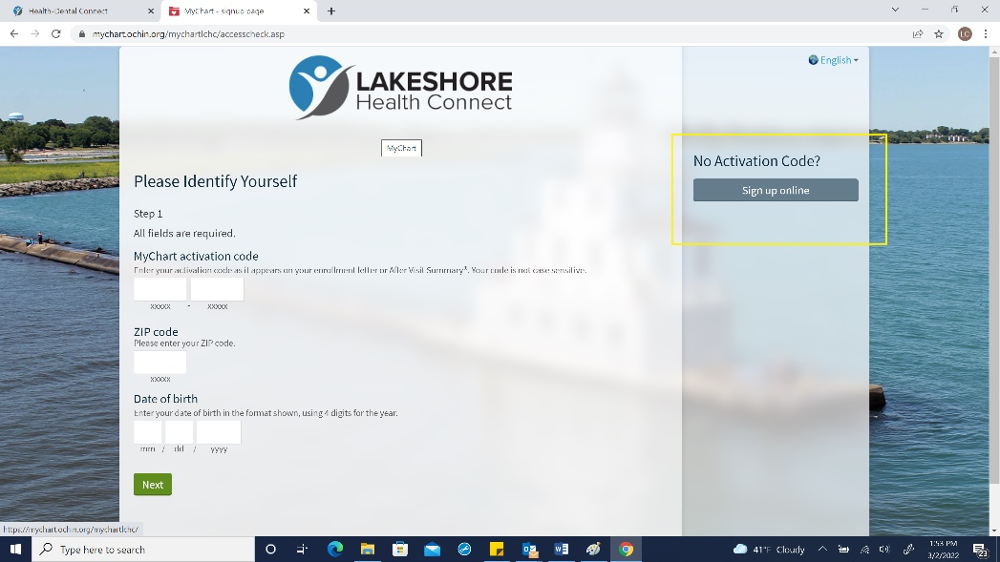 Health-Dental Connect
MyChart - signup page
mychart.ochin.org/mychartlchc/accesscheck.asp
LC
English
LAKESHORE
Health Connect
MyChart
No Activation Code?
Sign up online
Please Identify Yourself
Step 1
All fields are required.
MyChart activation code
Enter your activation code as it appears on your enrollment letter or After Visit Summary®. Your code is not case sensitive.
xxxxx - xxxxx
ZIP code
Please enter your ZIP code.
xxxxx
Date of birth
Enter your date of birth in the format shown, using 4 digits for the year.
mm / dd / yyyy
Next
https://mychart.ochin.org/mychartlchc/
Type here to search
41°F Cloudy
1:53 PM
3/2/2022
23